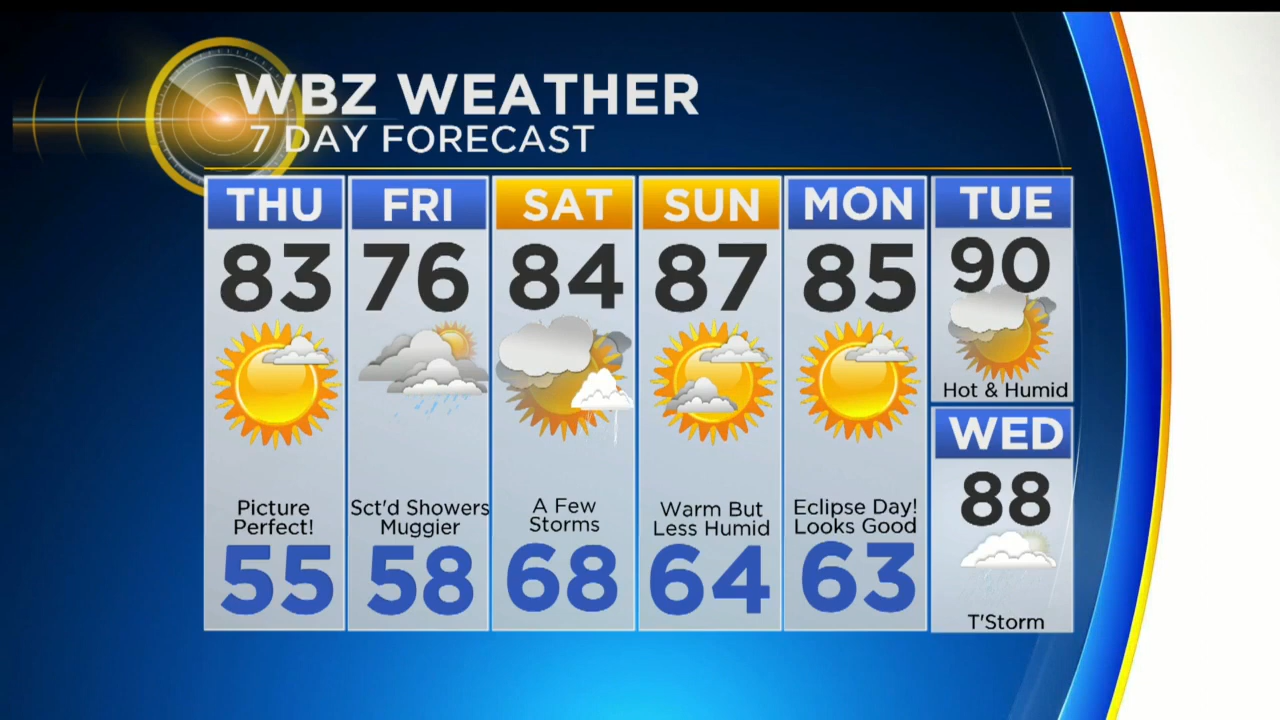 WBZ WEATHER
7 DAY FORECAST
THU
83
Picture
Perfect!
55
FRI
76
Sct'd Showers
Muggier
58
SAT
84
A Few
Storms
68
SUN
87
Warm But
Less Humid
64
MON
85
Eclipse Day!
Looks Good
63
TUE
90
Hot & Humid
WED
88
T'Storm